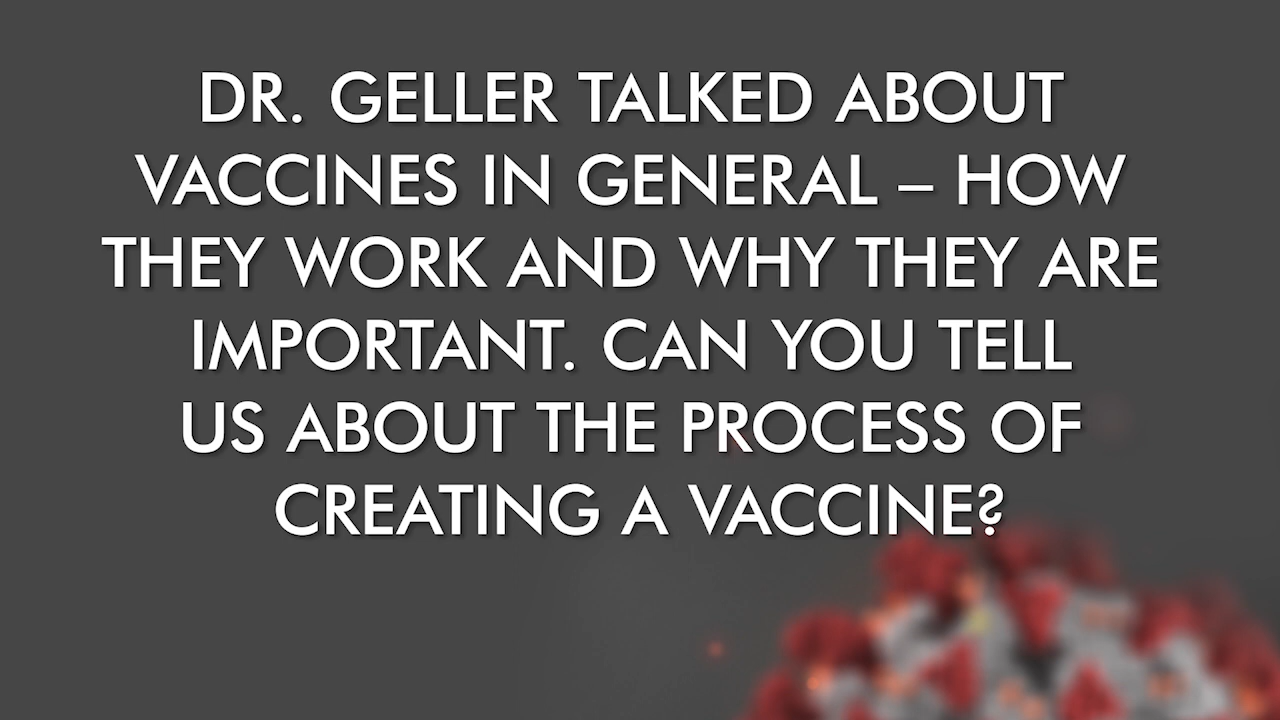 DR. GELLER TALKED ABOUT
VACCINES IN GENERAL – HOW
THEY WORK AND WHY THEY ARE
IMPORTANT. CAN YOU TELL
US ABOUT THE PROCESS OF
CREATING A VACCINE?